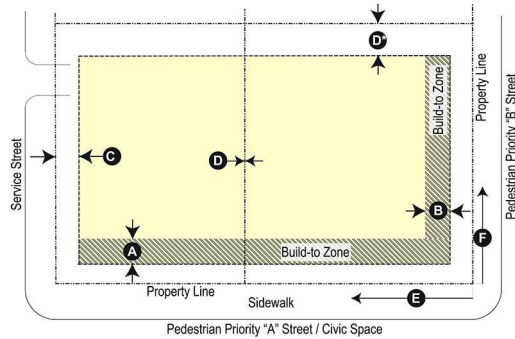 D*
Build-to Zone
Property Line
Pedestrian Priority "B" Street
Service Street
C
D
B
F
A
Build-to Zone
Property Line
E
Sidewalk
Pedestrian Priority "A" Street / Civic Space